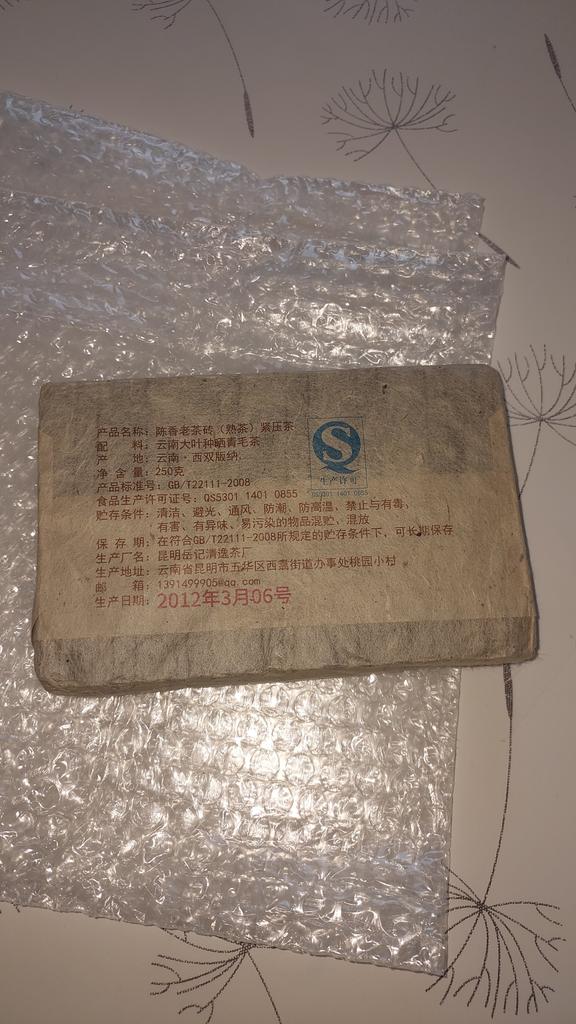 产品名称：陈香老茶砖（熟茶）紧压茶
配　　料：云南大叶种晒青毛茶
产　　地：云南·西双版纳
净 含 量：250克
产品标准号：GB/T22111-2008
食品生产许可证号：QS5301 1401 0855
贮存条件：清洁、避光、通风、防潮、防高温、禁止与有毒，
有害、有异味、易污染的物品混贮、混放
保 存 期：在符合GB/T22111-2008所规定的贮存条件下，可长期保存
生产厂名：昆明岳记清逸茶厂
生产地址：云南省昆明市五华区西翥街道办事处桃园小村
邮　　箱：1391499905@qq.com
生产日期：2012年3月06号
QS
生产许可
QS5301 1401 0855